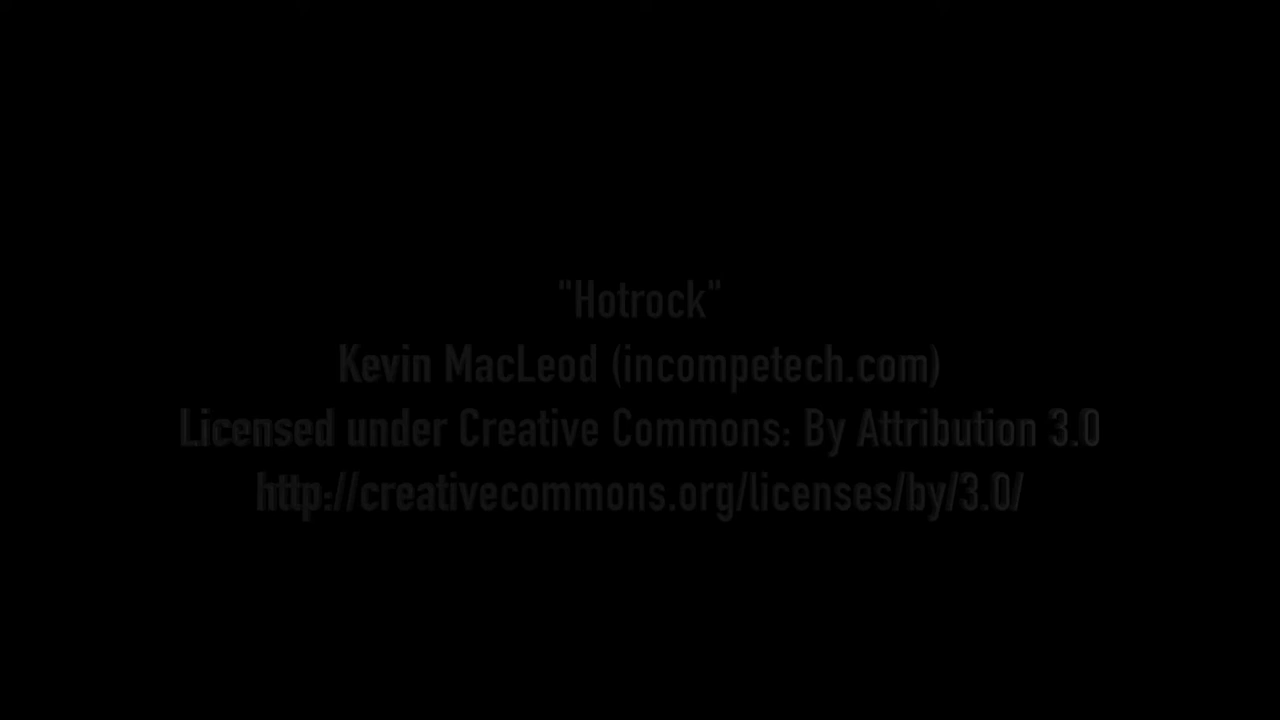 "Hotrock"
Kevin MacLeod (incompetech.com)
Licensed under Creative Commons: By Attribution 3.0
http://creativecommons.org/licenses/by/3.0/